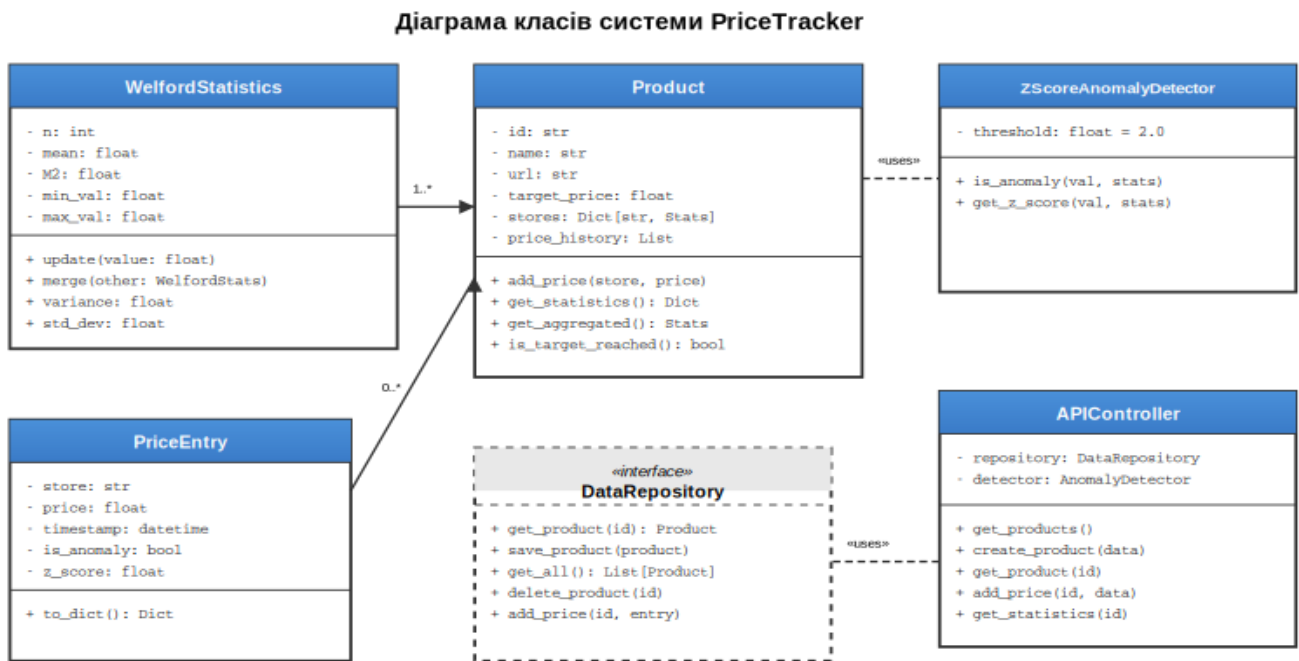 Діаграма класів системи PriceTracker
WelfordStatistics
- n: int
- mean: float
- M2: float
- min_val: float
- max_val: float
+ update(value: float)
+ merge(other: WelfordStats)
+ variance: float
+ std_dev: float
1..*
Product
- id: str
- name: str
- url: str
- target_price: float
- stores: Dict[str, Stats]
- price_history: List
+ add_price(store, price)
+ get_statistics(): Dict
+ get_aggregated(): Stats
+ is_target_reached(): bool
«uses»
ZScoreAnomalyDetector
- threshold: float = 2.0
+ is_anomaly(val, stats)
+ get_z_score(val, stats)
0..*
PriceEntry
- store: str
- price: float
- timestamp: datetime
- is_anomaly: bool
- z_score: float
+ to_dict(): Dict
«interface»
DataRepository
+ get_product(id): Product
+ save_product(product)
+ get_all(): List[Product]
+ delete_product(id)
+ add_price(id, entry)
«uses»
APIController
- repository: DataRepository
- detector: AnomalyDetector
+ get_products()
+ create_product(data)
+ get_product(id)
+ add_price(id, data)
+ get_statistics(id)